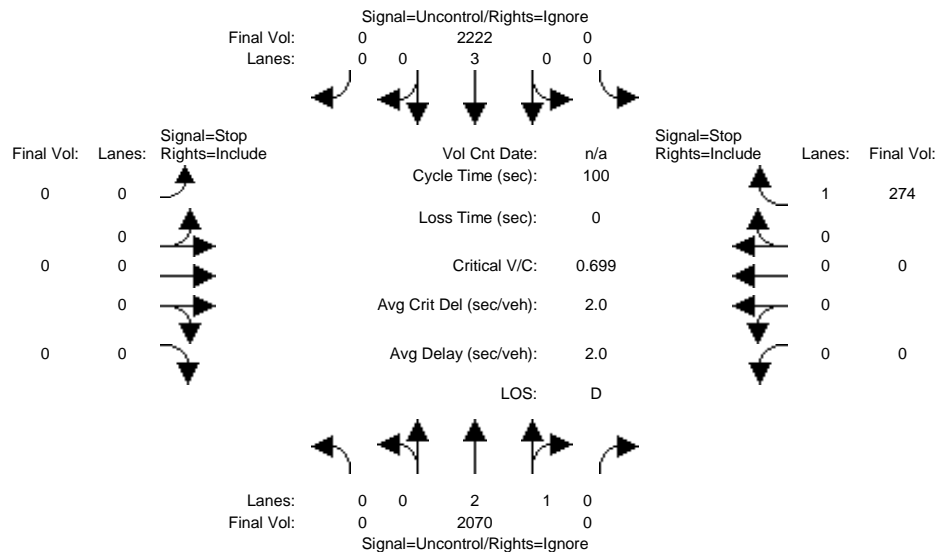 Signal=Uncontrol/Rights=Ignore
Final Vol: 0 2222 0
Lanes: 0 0 3 0 0
Signal=Stop
Final Vol: Lanes: Rights=Include
Vol Cnt Date: n/a
Signal=Stop
Rights=Include Lanes: Final Vol:
Cycle Time (sec): 100
0 0
1 274
Loss Time (sec): 0
0
0
0 0
Critical V/C: 0.699
0 0
0
Avg Crit Del (sec/veh): 2.0
0
0 0
Avg Delay (sec/veh): 2.0
0 0
LOS: D
Lanes: 0 0 2 1 0
Final Vol: 0 2070 0
Signal=Uncontrol/Rights=Ignore